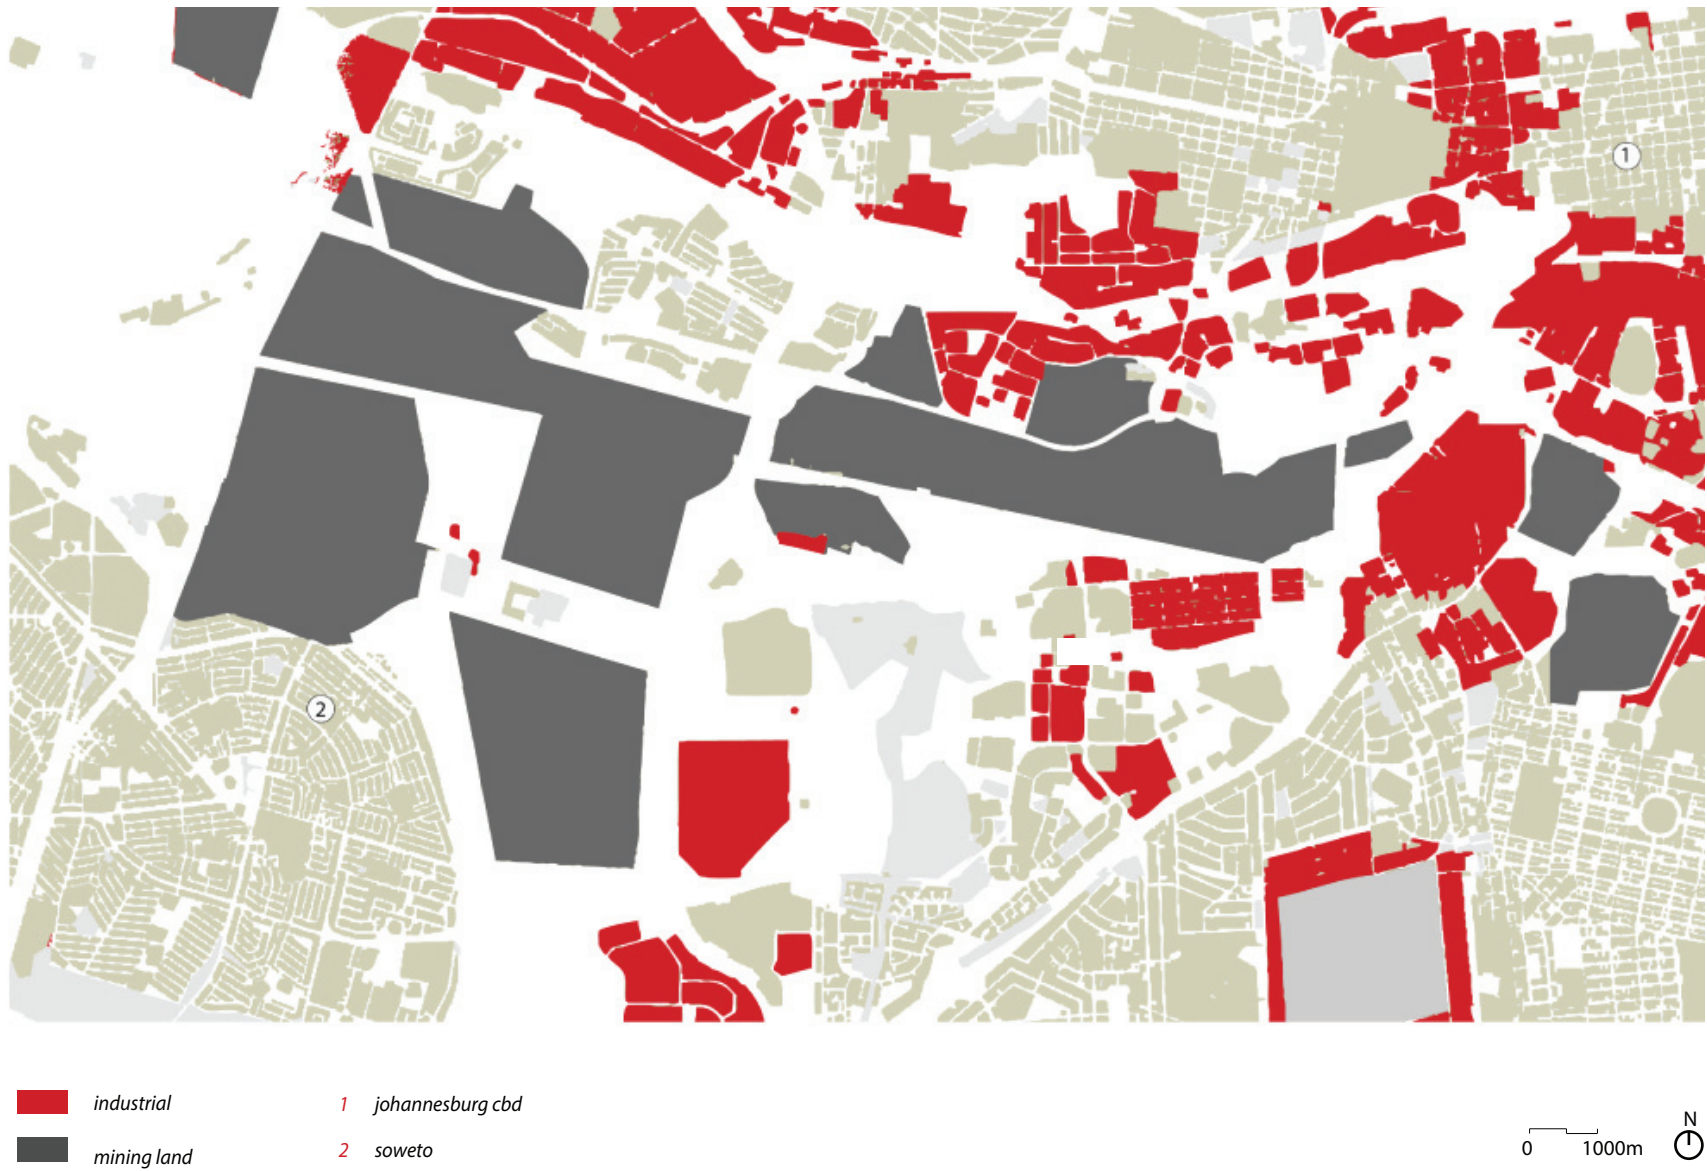 1
2
industrial
1 johannesburg cbd
mining land
2 soweto
N
0 1000m